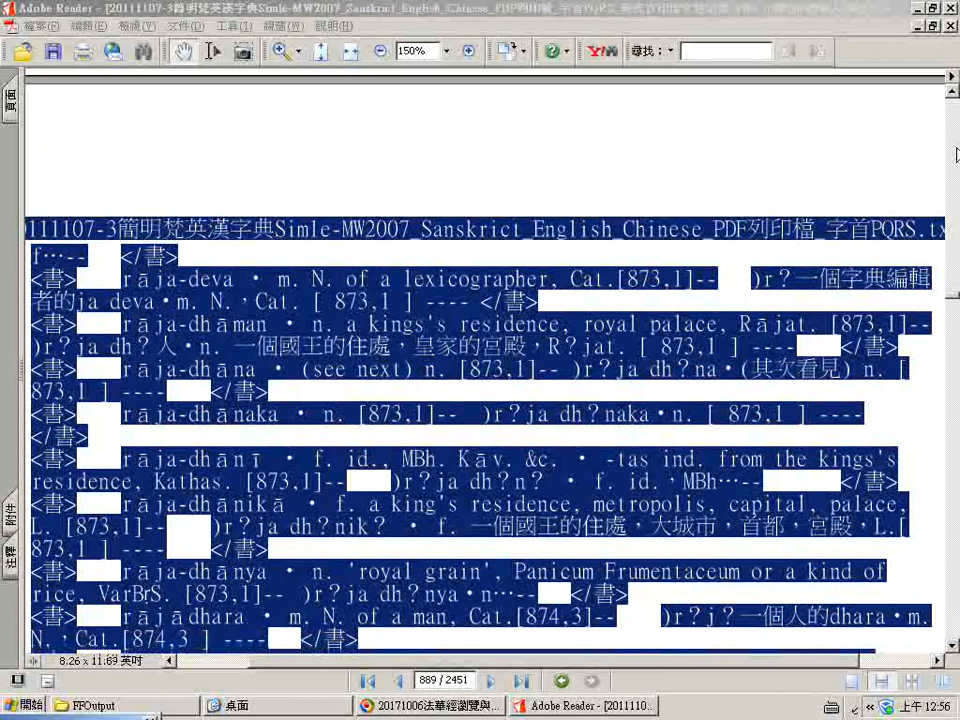 Adobe Reader - [20111107-3簡明梵英漢字典Simle-MW2007_Sanskrict_English_Chinese_PDF列印檔_字首PQRS
檔案(F) 編輯(E) 檢視(V) 文件(D) 工具(T) 視窗(W) 說明(H)
150% Y! 尋找:
頁面
111107-3簡明梵英漢字典Simle-MW2007_Sanskrict_English_Chinese_PDF列印檔_字首PQRS.tx
f…-- </書>
<書> rāja-deva • m. N. of a lexicographer, Cat.[873,1]-- )r?一個字典編輯
者的ja deva•m. N.，Cat. [ 873,1 ] ---- </書>
<書> rāja-dhāman • n. a kings's residence, royal palace, Rājat. [873,1]--
)r?ja dh?人•n. 一個國王的住處，皇家的宮殿，R?jat. [ 873,1 ] ---- </書>
<書> rāja-dhāna • (see next) n. [873,1]-- )r?ja dh?na•(其次看見) n. [
873,1 ] ---- </書>
<書> rāja-dhānaka • n. [873,1]-- )r?ja dh?naka•n. [ 873,1 ] ----
</書>
<書> rāja-dhānī • f. id., MBh. Kāv. &c. • -tas ind. from the kings's
residence, Kathas. [873,1]-- )r?ja dh?n? • f. id.，MBh…-- </書>
<書> rāja-dhānikā • f. a king's residence, metropolis, capital, palace,
L. [873,1]-- )r?ja dh?nik? • f. 一個國王的住處，大城市，首都，宮殿，L.[
873,1 ] ---- </書>
<書> rāja-dhānya • n. 'royal grain', Panicum Frumentaceum or a kind of
rice, VarBṛS. [873,1]-- )r?ja dh?nya•n…-- </書>
<書> rājādhara • m. N. of a man, Cat.[874,3]-- )r?j?一個人的dhara•m.
N.，Cat.[874,3 ] ---- </書>
附件
注釋
8.26 x 11.69 英吋
889 / 2451
開始 FFOutput 桌面 20171006法華經瀏覽與... Adobe Reader - [2011110... 上午 12:56